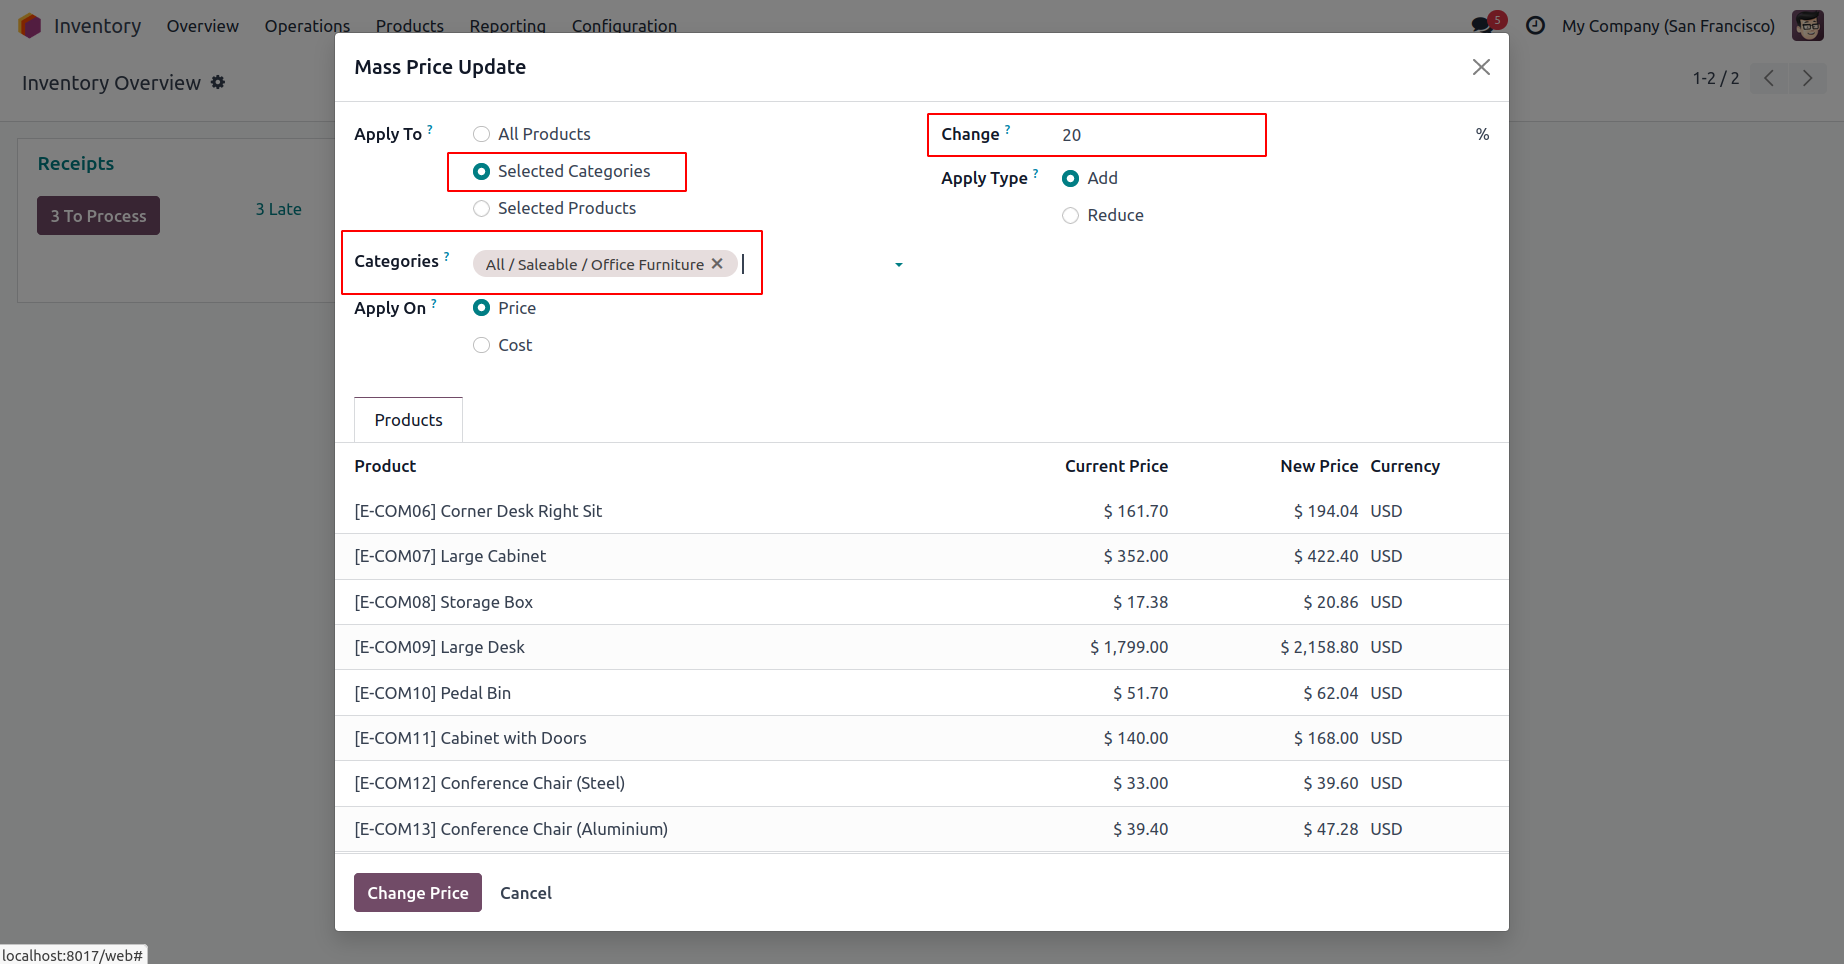 Inventory Overview Operations Products Reporting Configuration 5 My Company (San Francisco)
Inventory Overview 1-2 / 2
Receipts
3 To Process 3 Late
Mass Price Update
Apply To ? All Products
Selected Categories
Selected Products
Categories ? All / Saleable / Office Furniture
Apply On ? Price
Cost
Change ? 20 %
Apply Type ? Add
Reduce
Products
Product Current Price New Price Currency
[E-COM06] Corner Desk Right Sit $ 161.70 $ 194.04 USD
[E-COM07] Large Cabinet $ 352.00 $ 422.40 USD
[E-COM08] Storage Box $ 17.38 $ 20.86 USD
[E-COM09] Large Desk $ 1,799.00 $ 2,158.80 USD
[E-COM10] Pedal Bin $ 51.70 $ 62.04 USD
[E-COM11] Cabinet with Doors $ 140.00 $ 168.00 USD
[E-COM12] Conference Chair (Steel) $ 33.00 $ 39.60 USD
[E-COM13] Conference Chair (Aluminium) $ 39.40 $ 47.28 USD
Change Price Cancel
localhost:8017/web#